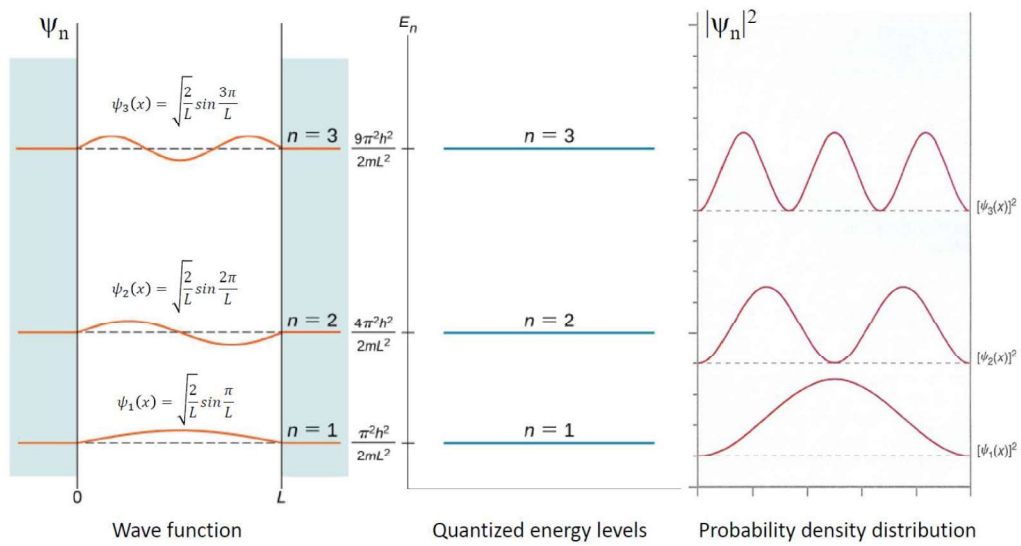 Ψₙ
Eₙ
|Ψₙ|²
ψ₃(x) = √(2/L) sin 3π/L
n = 3
9π²h²/2mL²
n = 3
[ψ₃(x)]²
ψ₂(x) = √(2/L) sin 2π/L
n = 2
4π²h²/2mL²
n = 2
[ψ₂(x)]²
ψ₁(x) = √(2/L) sin π/L
n = 1
π²h²/2mL²
n = 1
[ψ₁(x)]²
0
L
Wave function
Quantized energy levels
Probability density distribution